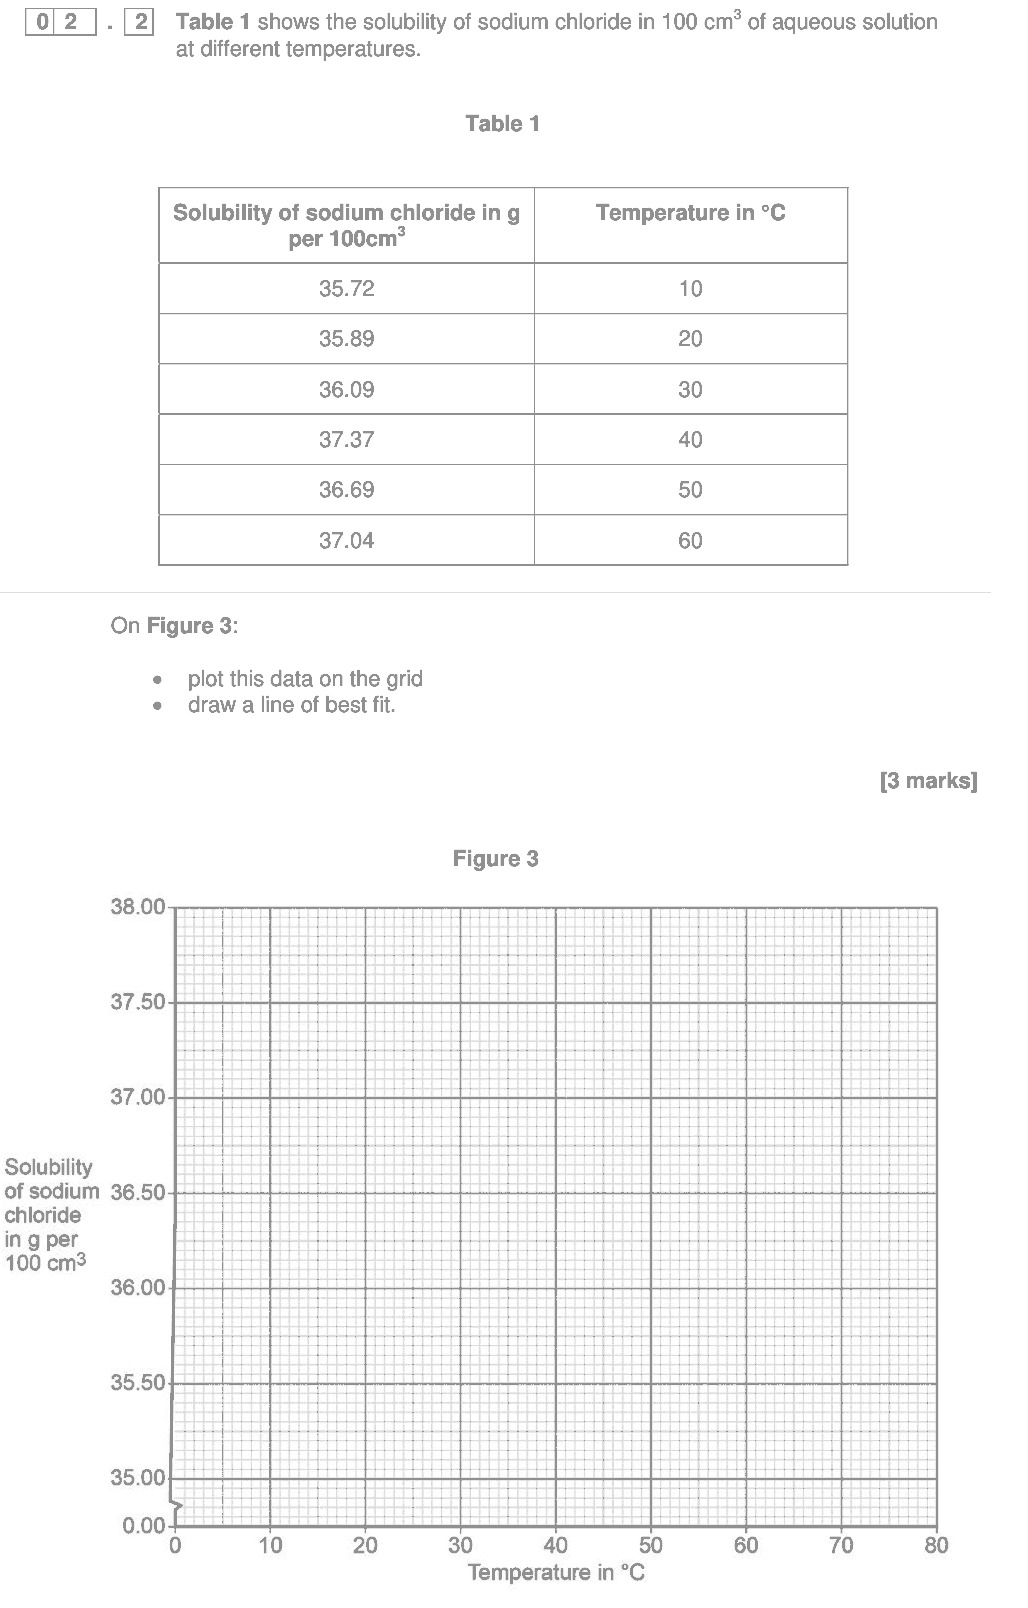 0 2 . 2 Table 1 shows the solubility of sodium chloride in 100 cm³ of aqueous solution
at different temperatures.
Table 1
Solubility of sodium chloride in g Temperature in °C
per 100cm³
35.72 10
35.89 20
36.09 30
37.37 40
36.69 50
37.04 60
On Figure 3:
• plot this data on the grid
• draw a line of best fit.
[3 marks]
Figure 3
38.00
37.50
37.00
Solubility
of sodium 36.50
chloride
in g per
100 cm³
36.00
35.50
35.00
0.00
0 10 20 30 40 50 60 70 80
Temperature in °C